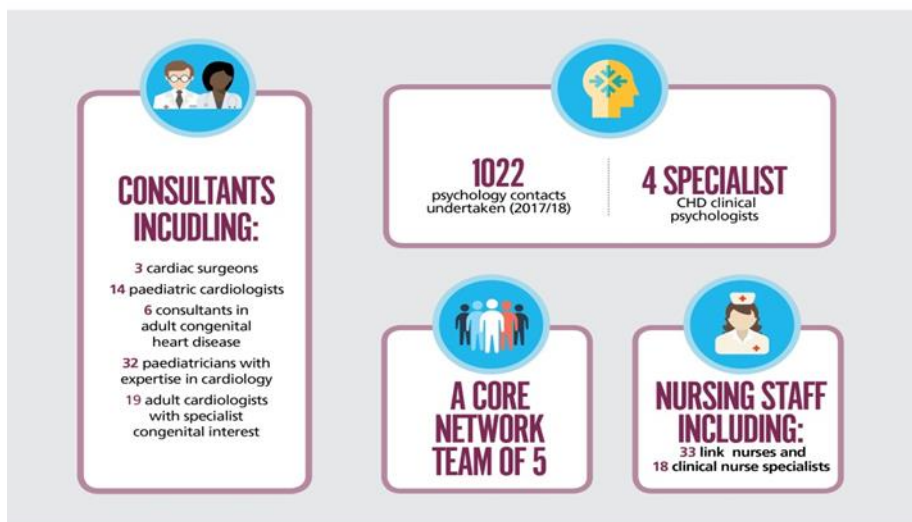 CONSULTANTS
INCUDLING:
3 cardiac surgeons
14 paediatric cardiologists
6 consultants in
adult congenital
heart disease
32 paediatricians with
expertise in cardiology
19 adult cardiologists
with specialist
congenital interest
1022
psychology contacts
undertaken (2017/18)
4 SPECIALIST
CHD clinical
psychologists
A CORE
NETWORK
TEAM OF 5
NURSING STAFF
INCLUDING:
33 link nurses and
18 clinical nurse specialists